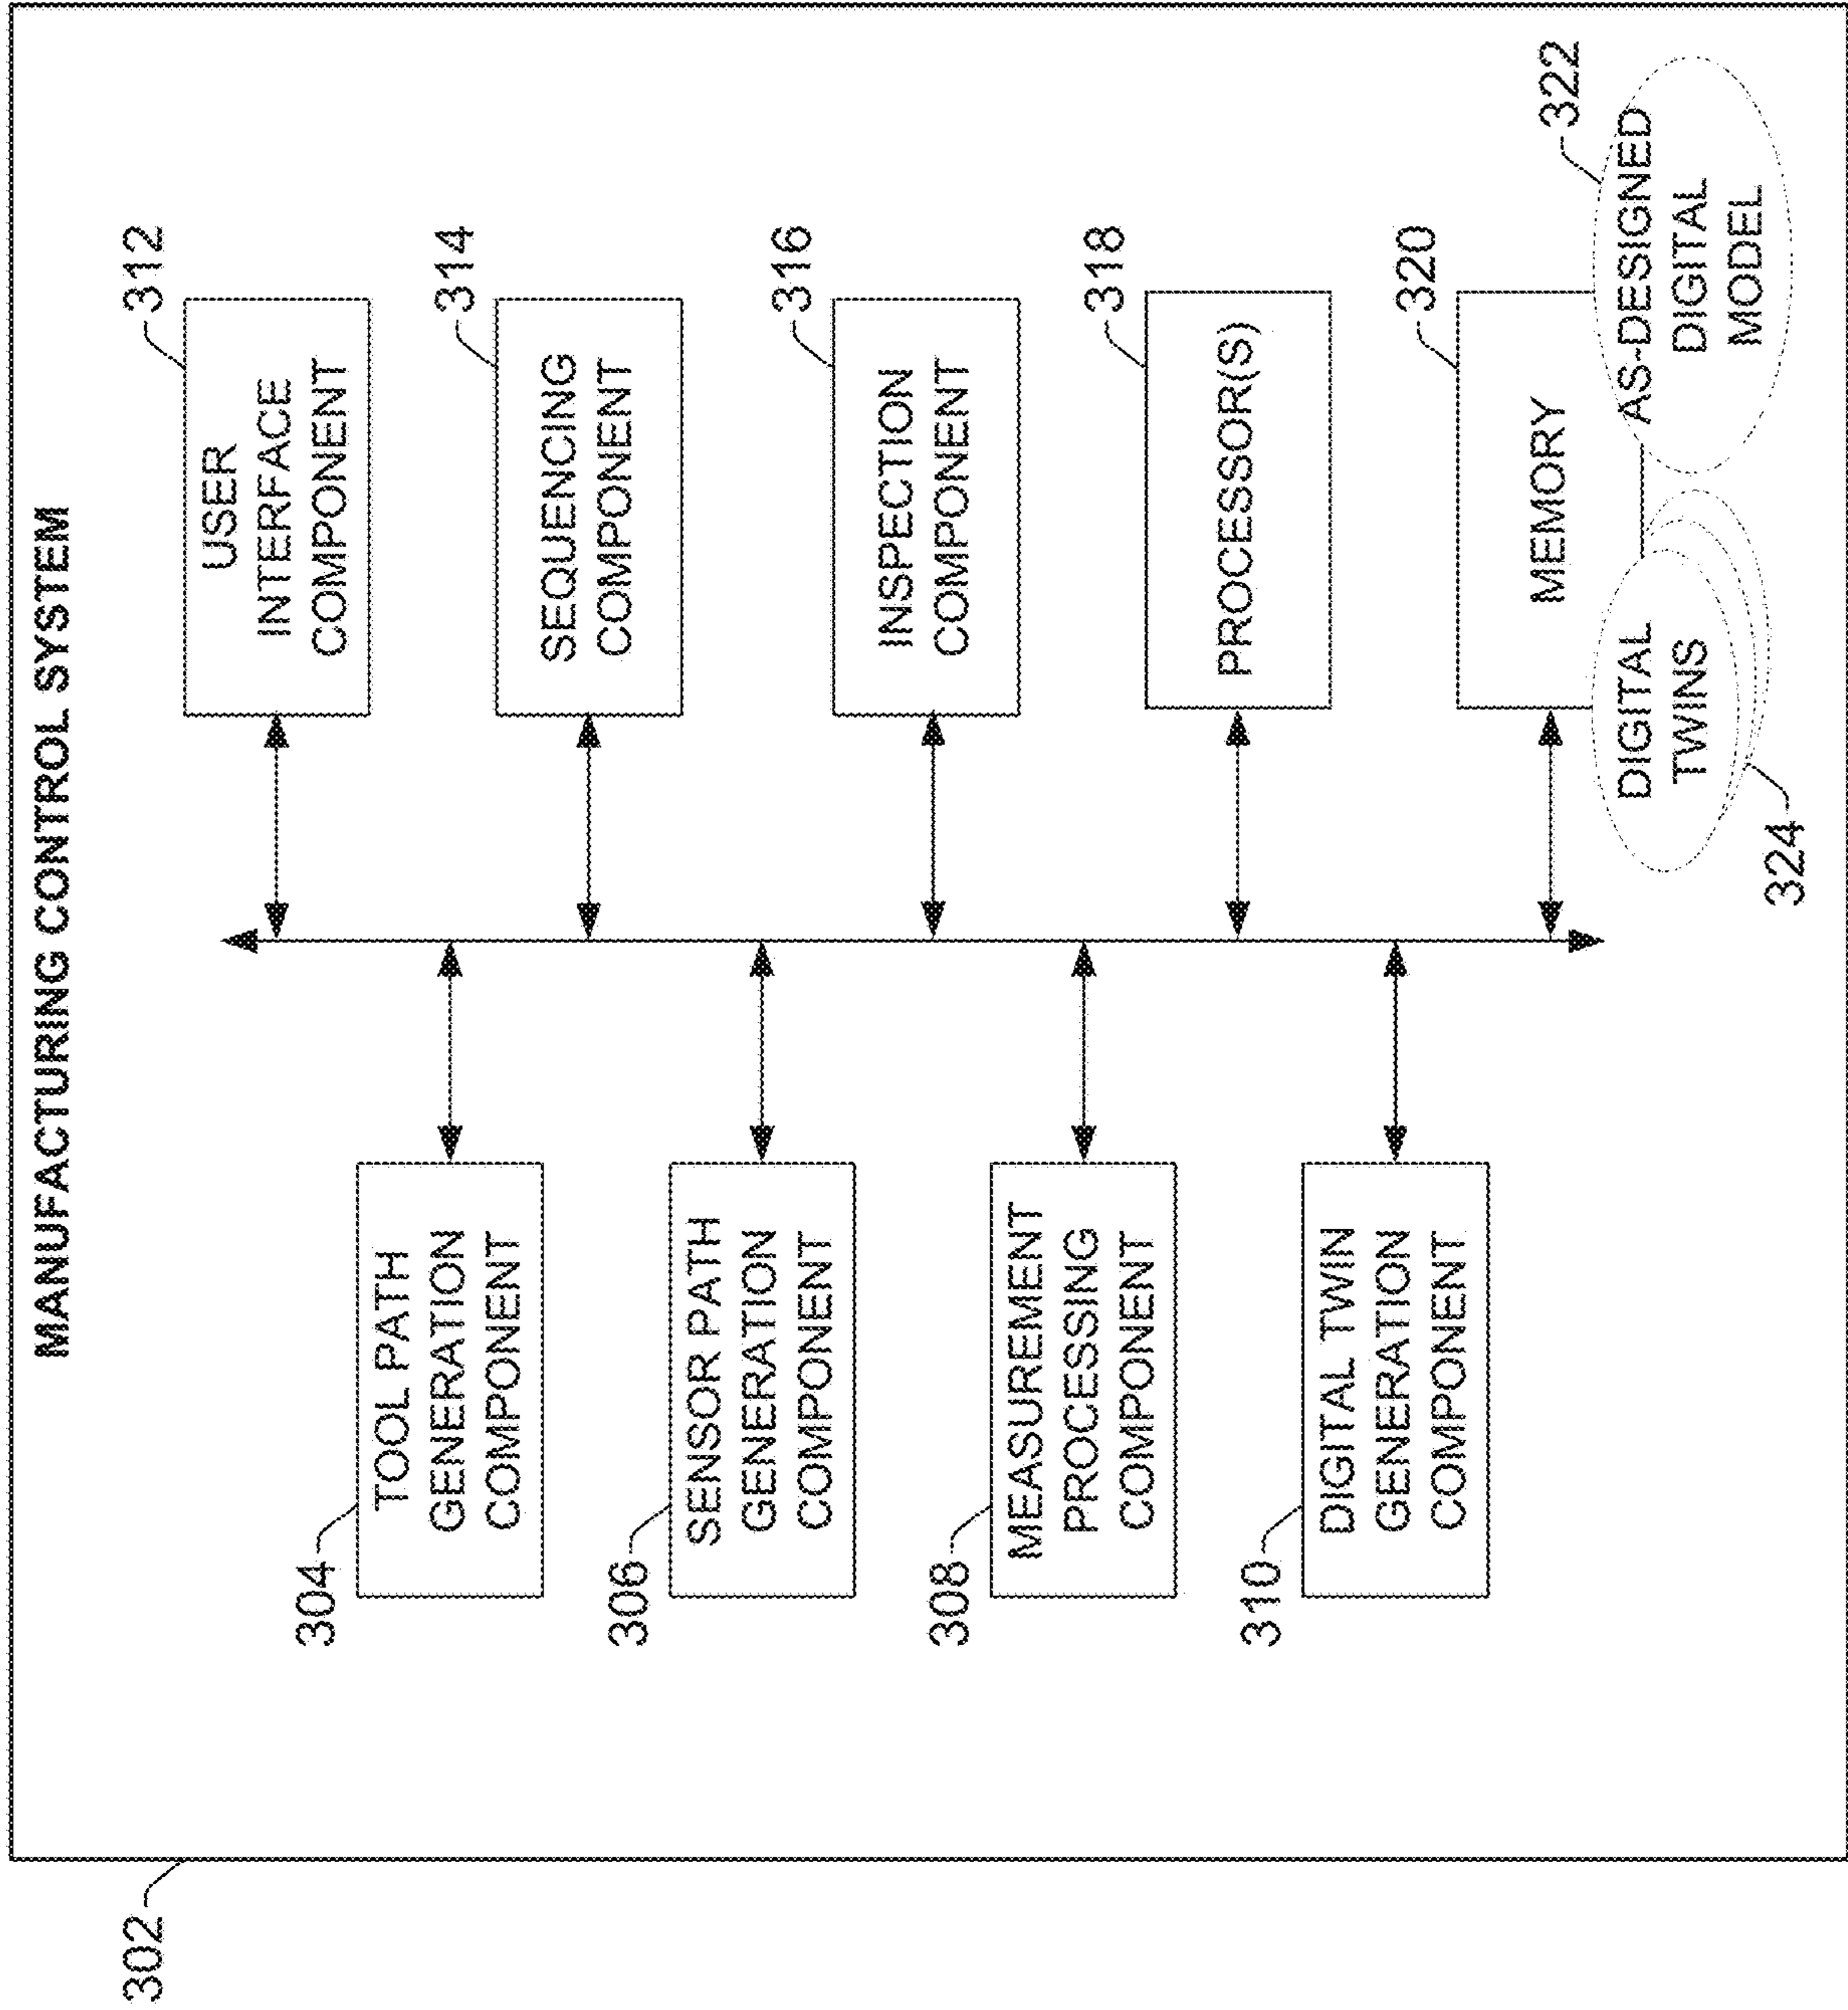 MANUFACTURING CONTROL SYSTEM
302
304
TOOL PATH
GENERATION
COMPONENT
306
SENSOR PATH
GENERATION
COMPONENT
308
MEASUREMENT
PROCESSING
COMPONENT
310
DIGITAL TWIN
GENERATION
COMPONENT
312
USER
INTERFACE
COMPONENT
314
SEQUENCING
COMPONENT
316
INSPECTION
COMPONENT
318
PROCESSOR(S)
320
MEMORY
DIGITAL
TWINS
324
322
AS-DESIGNED
DIGITAL
MODEL